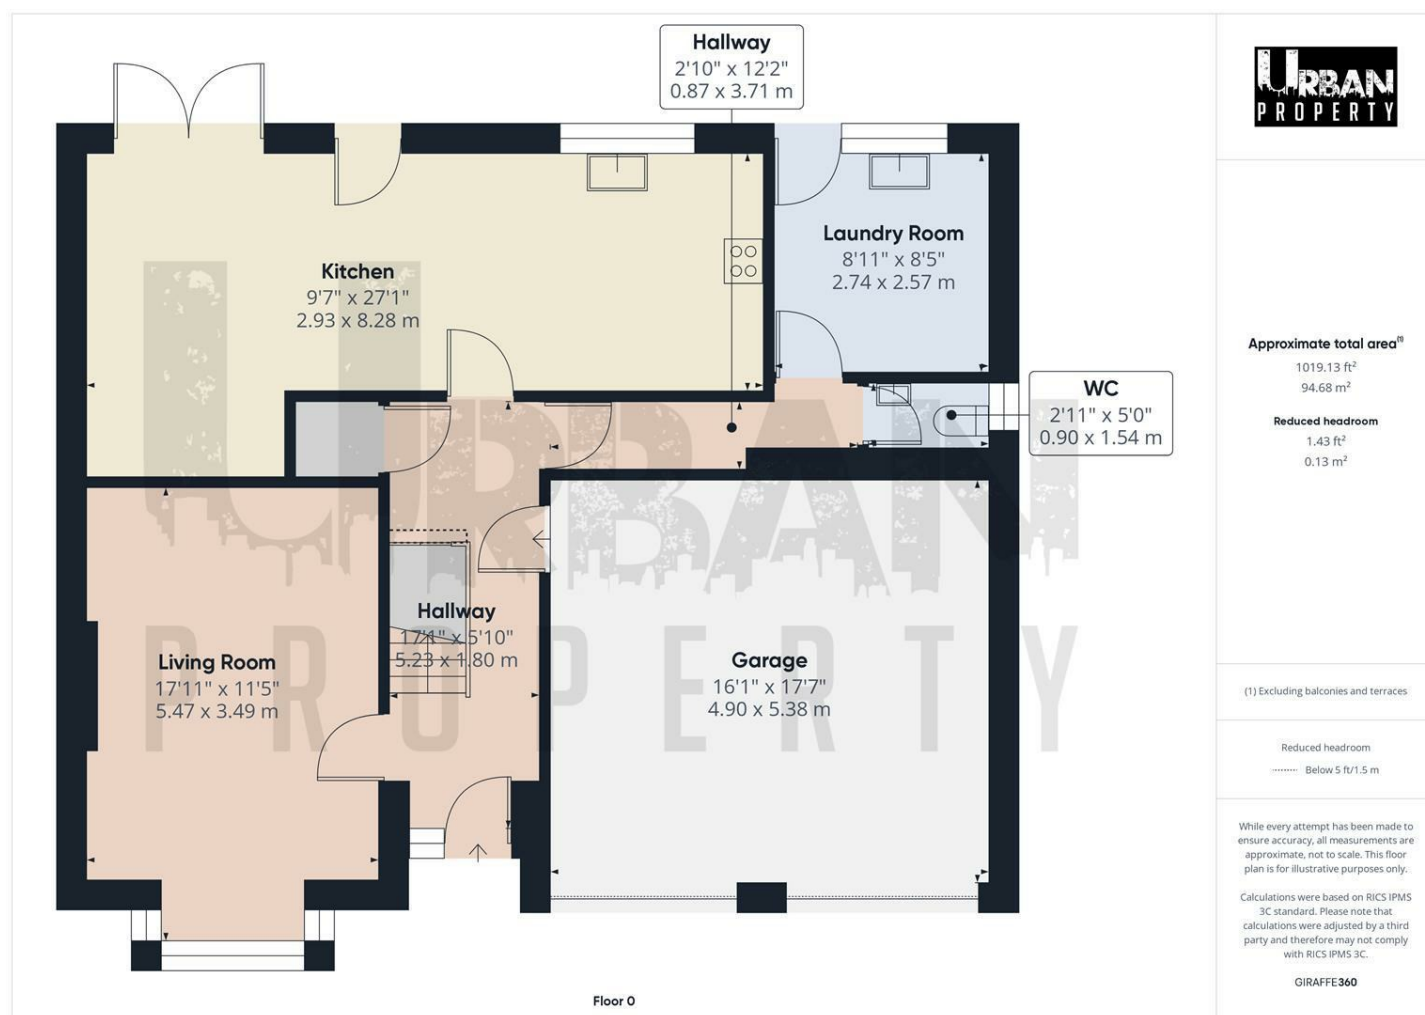 Hallway
2'10" x 12'2"
0.87 x 3.71 m
Kitchen
9'7" x 27'1"
2.93 x 8.28 m
Laundry Room
8'11" x 8'5"
2.74 x 2.57 m
WC
2'11" x 5'0"
0.90 x 1.54 m
Hallway
17'1" x 5'10"
5.23 x 1.80 m
Living Room
17'11" x 11'5"
5.47 x 3.49 m
Garage
16'1" x 17'7"
4.90 x 5.38 m
URBAN
PROPERTY
Floor 0
URBAN
PROPERTY
Approximate total area(1)
1019.13 ft²
94.68 m²
Reduced headroom
1.43 ft²
0.13 m²
(1) Excluding balconies and terraces
Reduced headroom
Below 5 ft/1.5 m
While every attempt has been made to
ensure accuracy, all measurements are
approximate, not to scale. This floor
plan is for illustrative purposes only.
Calculations were based on RICS IPMS
3C standard. Please note that
calculations were adjusted by a third
party and therefore may not comply
with RICS IPMS 3C.
GIRAFFE360